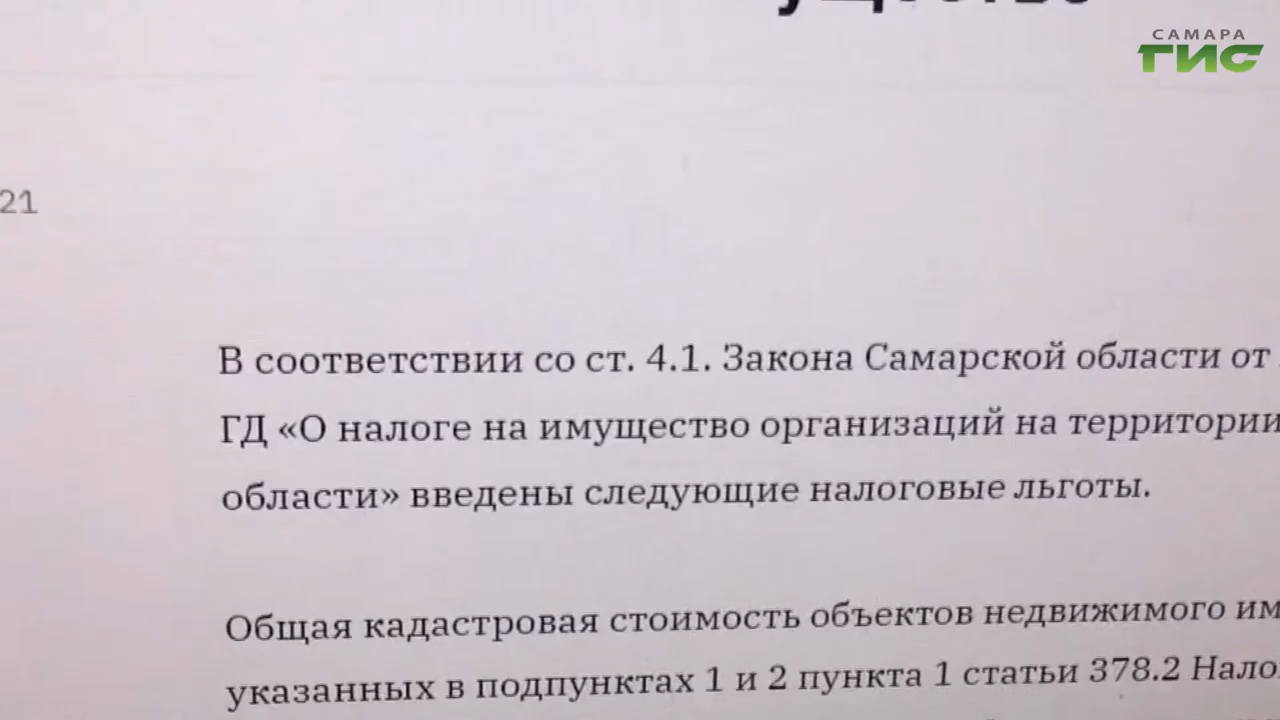 САМАРА
ГИС
21
В соответствии со ст. 4.1. Закона Самарской области от
ГД «О налоге на имущество организаций на территории
области» введены следующие налоговые льготы.
Общая кадастровая стоимость объектов недвижимого им
указанных в подпунктах 1 и 2 пункта 1 статьи 378.2 Нало